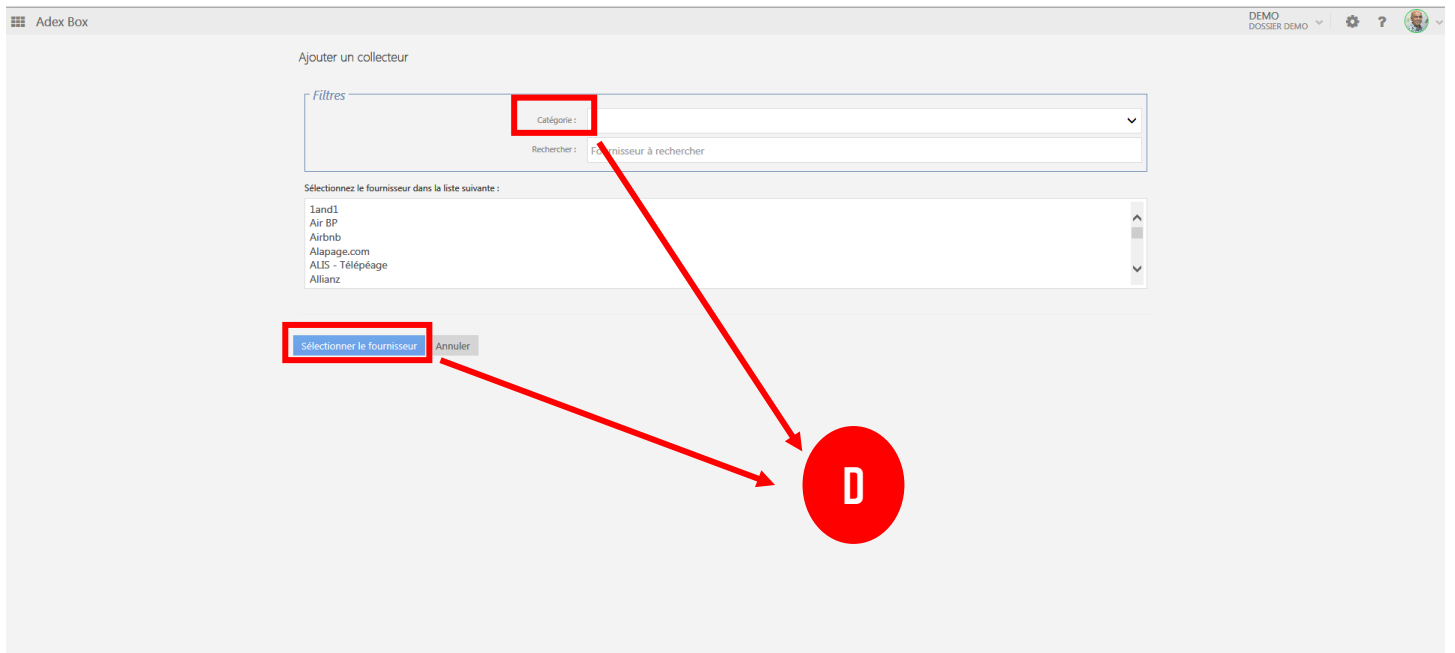 Adex Box
DEMO
DOSSIER DEMO
?
Ajouter un collecteur
Filtres
Catégorie :
Rechercher : Fournisseur à rechercher
Sélectionnez le fournisseur dans la liste suivante :
1and1
Air BP
Airbnb
Alapage.com
ALIS - Télépéage
Allianz
Sélectionner le fournisseur Annuler
D